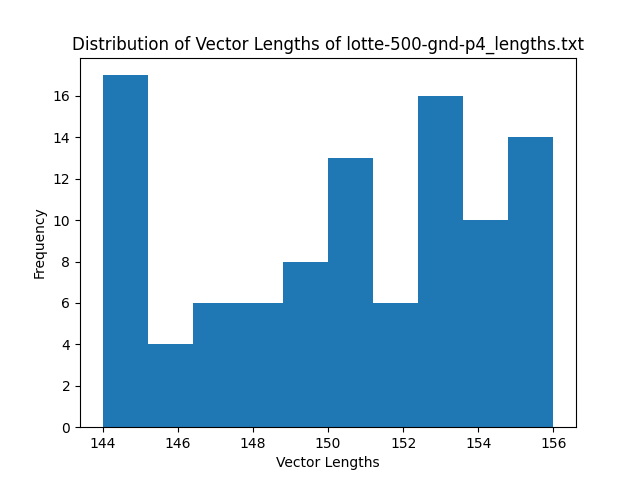 Distribution of Vector Lengths of lotte-500-gnd-p4_lengths.txt
16
14
12
10
8
6
4
2
0
Frequency
144 146 148 150 152 154 156
Vector Lengths